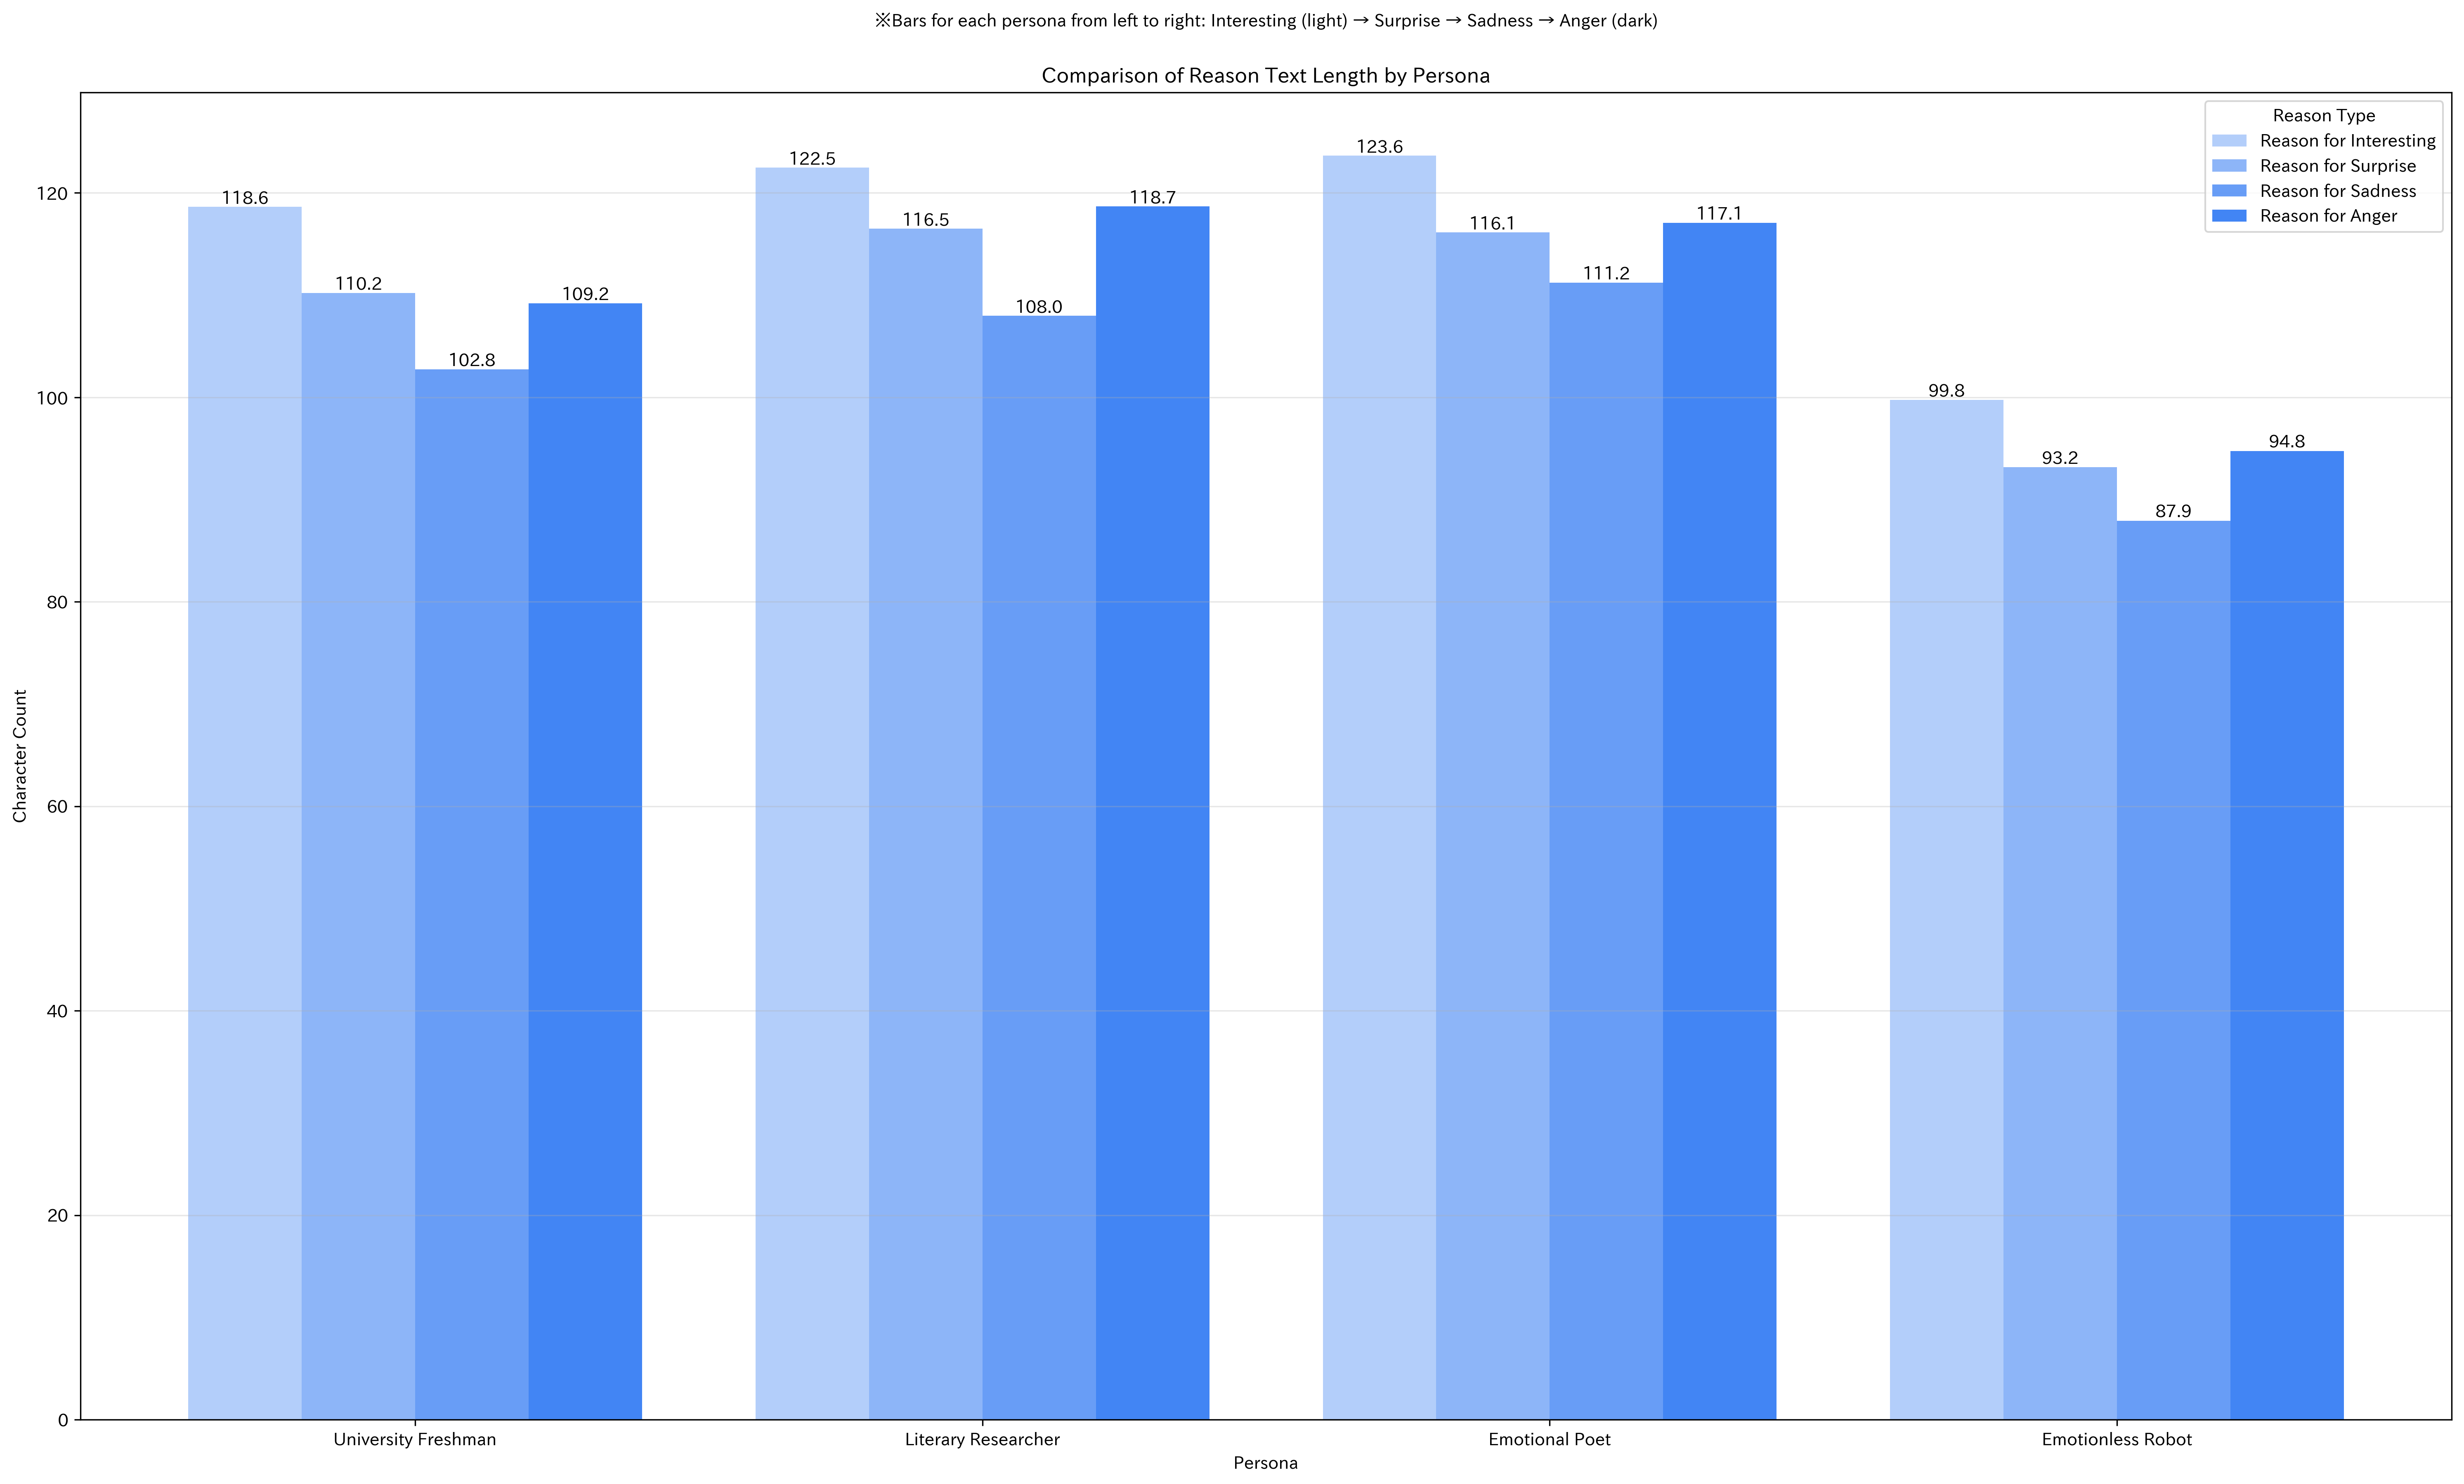 ※Bars for each persona from left to right: Interesting (light) → Surprise → Sadness → Anger (dark)
Comparison of Reason Text Length by Persona
Reason Type
Reason for Interesting
Reason for Surprise
Reason for Sadness
Reason for Anger
Character Count
120
100
80
60
40
20
0
118.6
110.2
102.8
109.2
122.5
116.5
108.0
118.7
123.6
116.1
111.2
117.1
99.8
93.2
87.9
94.8
University Freshman
Literary Researcher
Emotional Poet
Emotionless Robot
Persona